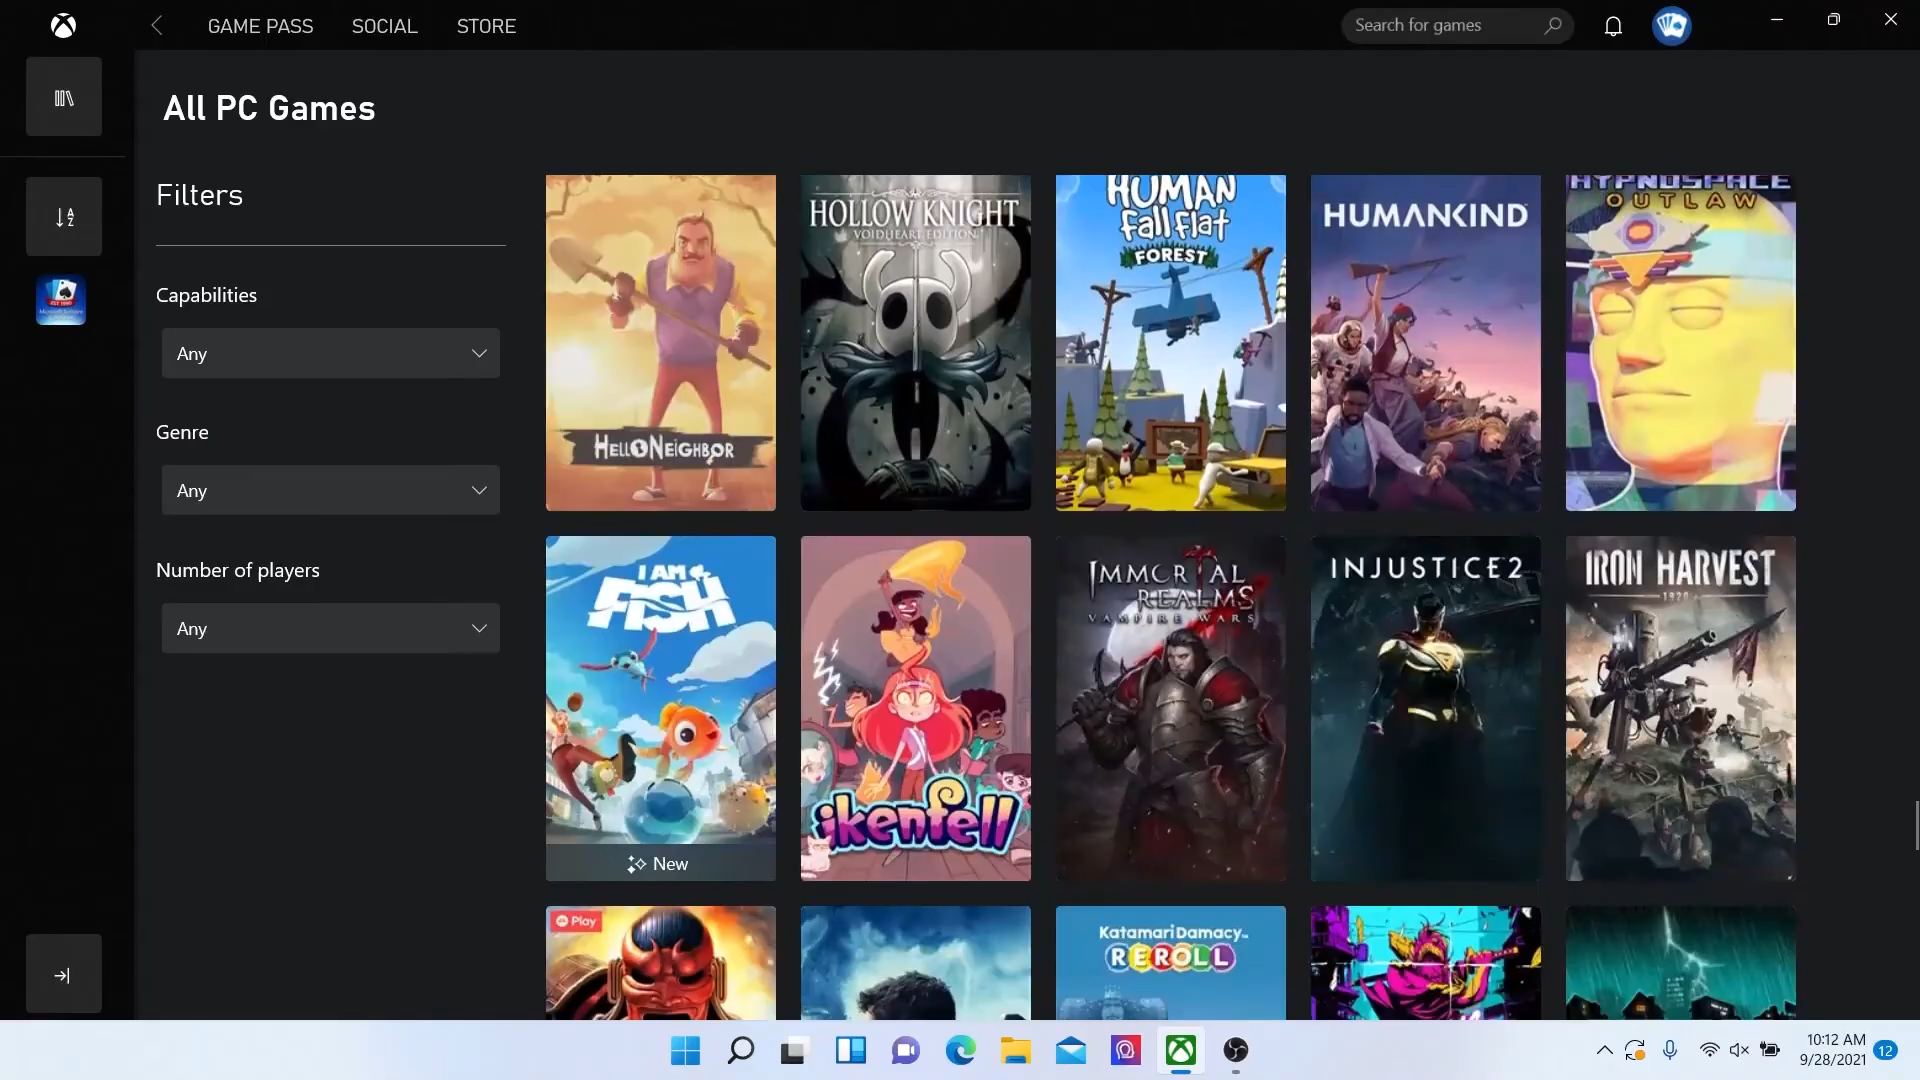 GAME PASS
SOCIAL
STORE
Search for games
All PC Games
Filters
Capabilities
Any
Genre
Any
Number of players
Any
HELLO NEIGHBOR
HOLLOW KNIGHT
VOIDHEART EDITION
HUMAN
fall flat
FOREST
HUMANKIND
HYPNOSPACE
OUTLAW
I AM
FISH
New
ikenfell
IMMORTAL
REALMS
VAMPIRE WARS
INJUSTICE 2
IRON HARVEST
1920
Play
Katamari Damacy
REROLL
10:12 AM
9/28/2021
12